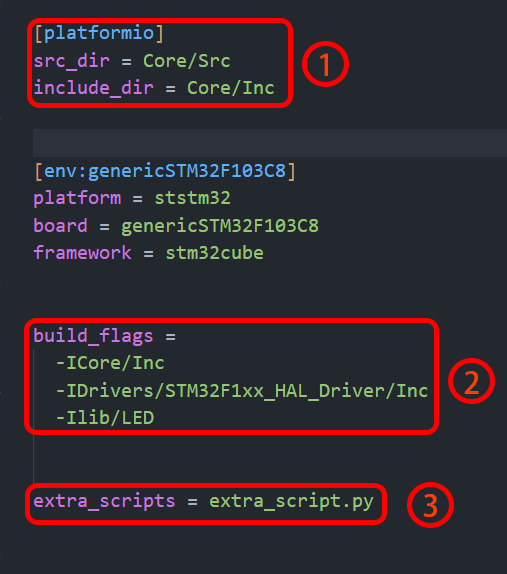 [platformio]
src_dir = Core/Src
include_dir = Core/Inc
①
[env:genericSTM32F103C8]
platform = ststm32
board = genericSTM32F103C8
framework = stm32cube
build_flags =
-ICore/Inc
-IDrivers/STM32F1xx_HAL_Driver/Inc
-Ilib/LED
②
extra_scripts = extra_script.py
③